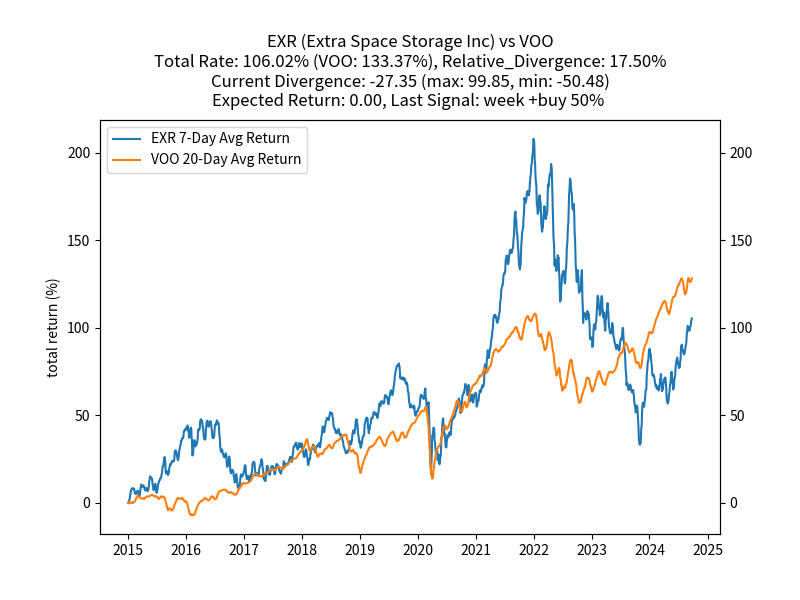 EXR (Extra Space Storage Inc) vs VOO
Total Rate: 106.02% (VOO: 133.37%), Relative_Divergence: 17.50%
Current Divergence: -27.35 (max: 99.85, min: -50.48)
Expected Return: 0.00, Last Signal: week +buy 50%
EXR 7-Day Avg Return
VOO 20-Day Avg Return
total return (%)
200
150
100
50
0
200
150
100
50
0
2015 2016 2017 2018 2019 2020 2021 2022 2023 2024 2025